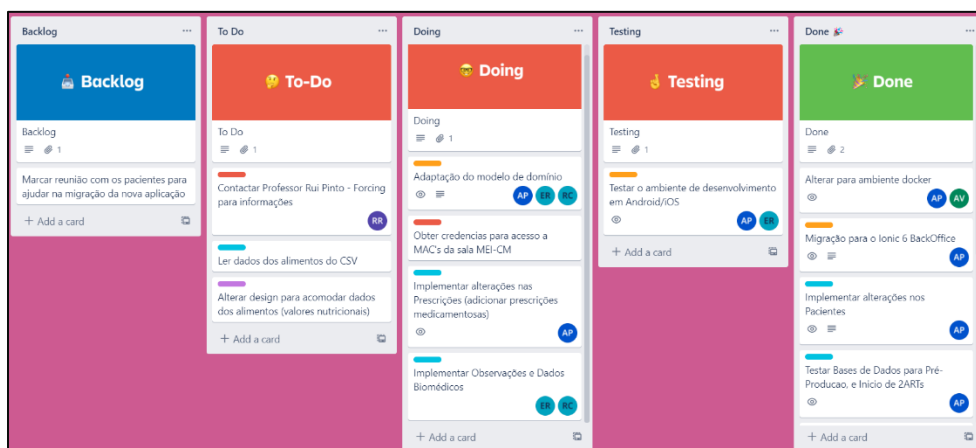 Backlog
Backlog
Backlog
1
Marcar reunião com os pacientes para
ajudar na migração da nova aplicação
+ Add a card
To Do
To-Do
To Do
1
Contactar Professor Rui Pinto - Forcing
para informações
RR
Ler dados dos alimentos do CSV
Alterar design para acomodar dados
dos alimentos (valores nutricionais)
+ Add a card
Doing
Doing
Doing
1
Adaptação do modelo de domínio
AP ER RC
Obter credencias para acesso a
MAC's da sala MEI-CM
Implementar alterações nas
Prescrições (adicionar prescrições
medicamentosas)
AP
Implementar Observações e Dados
Biomédicos
ER RC
+ Add a card
Testing
Testing
Testing
1
Testar o ambiente de desenvolvimento
em Android/iOS
AP ER
+ Add a card
Done
Done
Done
2
Alterar para ambiente docker
AP AV
Migração para o Ionic 6 BackOffice
AP
Implementar alterações nos
Pacientes
AP
Testar Bases de Dados para Pré-
Producao, e Inicio de 2ARTs
AP
+ Add a card